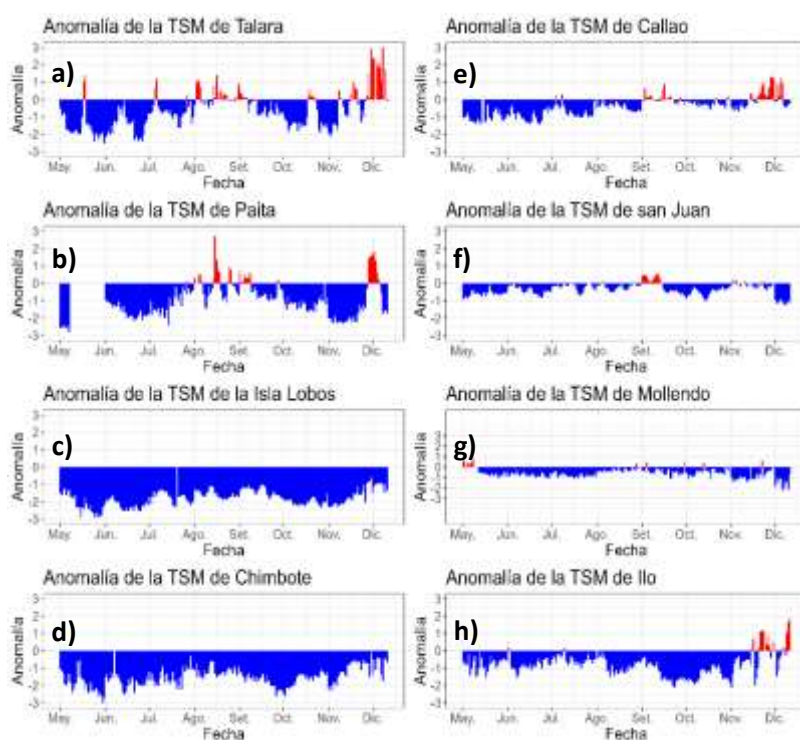 Anomalía de la TSM de Talara
a)
Anomalía
3
2
1
0
-1
-2
-3
May. Jun. Jul. Ago. Set. Oct. Nov. Dic.
Fecha
Anomalía de la TSM de Callao
e)
Anomalía
3
2
1
0
-1
-2
-3
May. Jun. Jul. Ago. Set. Oct. Nov. Dic.
Fecha
Anomalía de la TSM de Paita
b)
Anomalía
3
2
1
0
-1
-2
-3
May. Jun. Jul. Ago. Set. Oct. Nov. Dic.
Fecha
Anomalía de la TSM de san Juan
f)
Anomalía
3
2
1
0
-1
-2
-3
May. Jun. Jul. Ago. Set. Oct. Nov. Dic.
Fecha
Anomalía de la TSM de la Isla Lobos
c)
Anomalía
3
2
1
0
-1
-2
-3
May. Jun. Jul. Ago. Set. Oct. Nov. Dic.
Fecha
Anomalía de la TSM de Mollendo
g)
Anomalía
3
2
1
0
-1
-2
-3
May. Jun. Jul. Ago. Set. Oct. Nov. Dic.
Fecha
Anomalía de la TSM de Chimbote
d)
Anomalía
3
2
1
0
-1
-2
-3
May. Jun. Jul. Ago. Set. Oct. Nov. Dic.
Fecha
Anomalía de la TSM de Ilo
h)
Anomalía
3
2
1
0
-1
-2
-3
May. Jun. Jul. Ago. Set. Oct. Nov. Dic.
Fecha